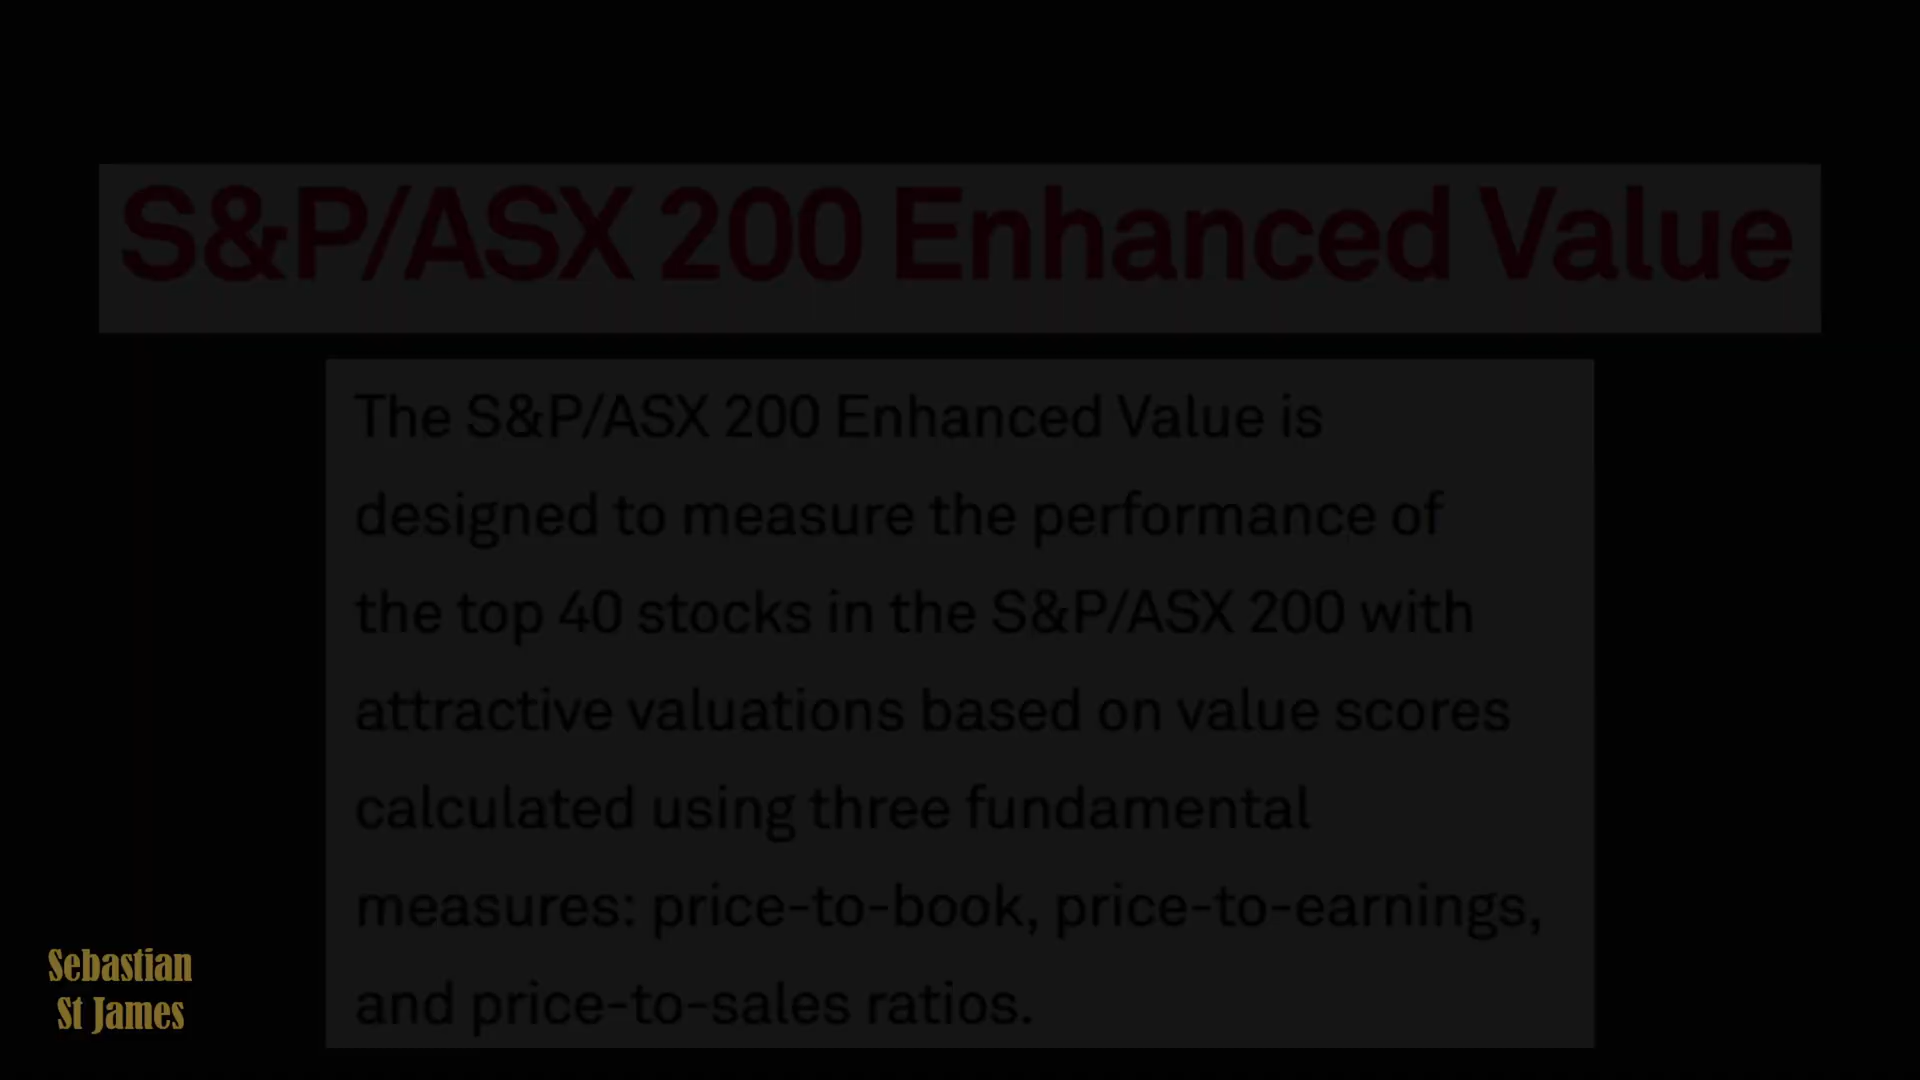 S&P/ASX 200 Enhanced Value
The S&P/ASX 200 Enhanced Value is
designed to measure the performance of
the top 40 stocks in the S&P/ASX 200 with
attractive valuations based on value scores
calculated using three fundamental
measures: price-to-book, price-to-earnings,
and price-to-sales ratios.
Sebastian
St James